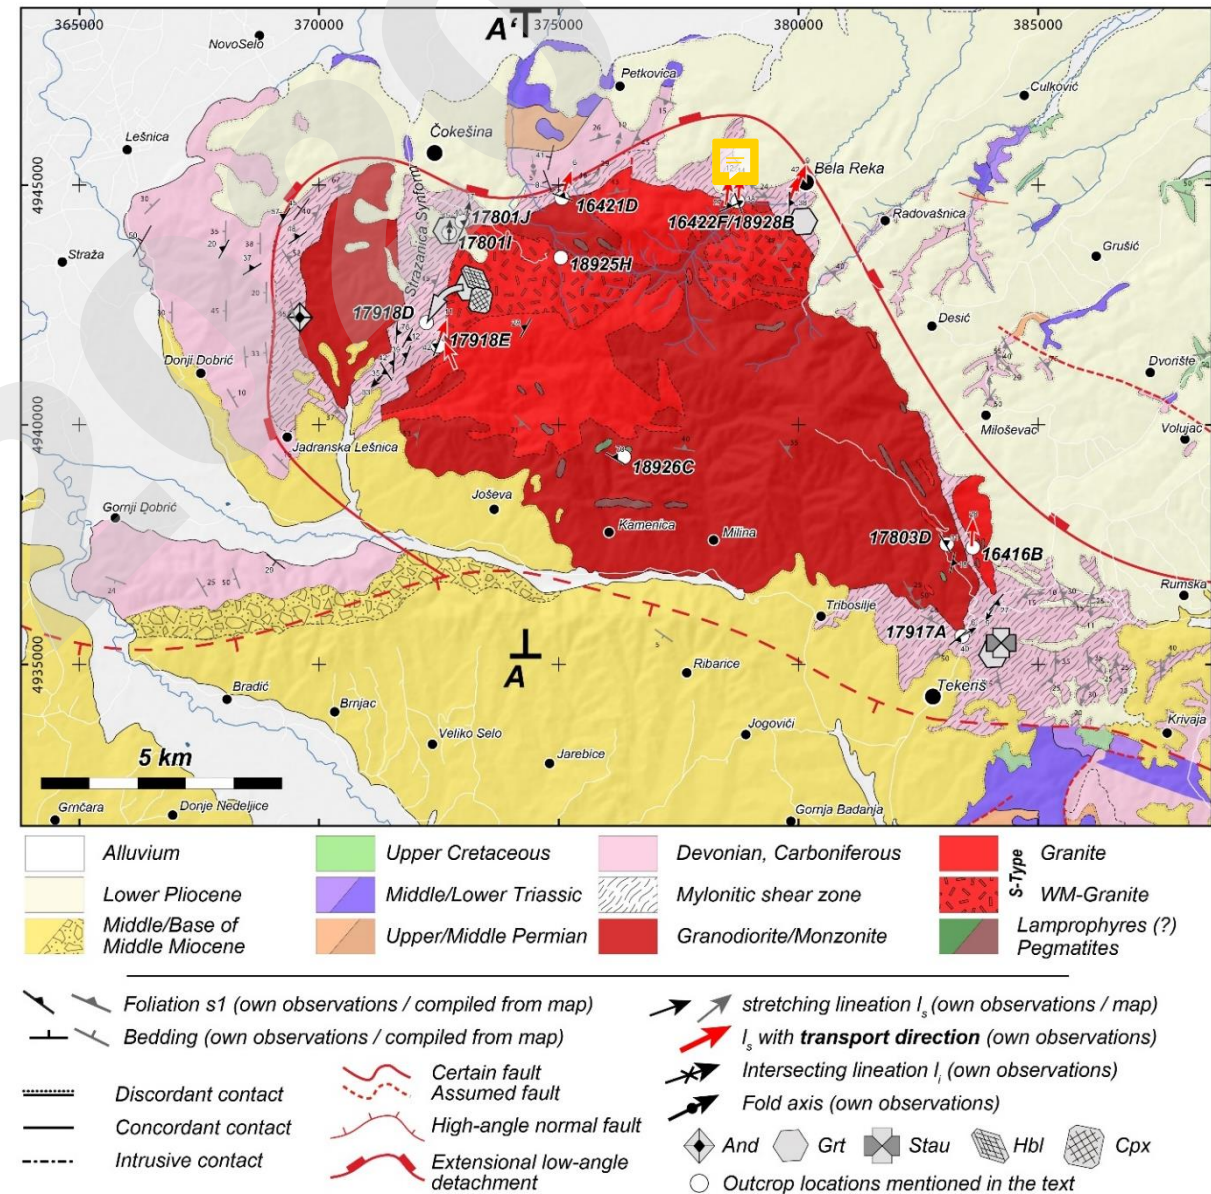 365000 370000 375000 380000 385000
A'
NovoSelo
Petkovica
Culković
Lešnica
Čokešina
4945000
Bela Reka
Stražanica Synform
17801J
16421D
16422F/18928B
Radovašnica
17801I
Straža
18925H
Grušić
17918D
17918E
Desić
Donji Dobrić
Dvorište
4940000
Miloševac
Volujac
Jadranska Lešnica
18926C
Gornji Dobrić
Joševa
Kamenica
Milina
17803D
16416B
Rumska
Tribosilje
17917A
4935000
A
Ribarice
Tekeriš
Bradić
Brnjac
Veliko Selo
Jogovići
Krivaja
5 km
Jarebice
Grnčara
Donje Nedeljice
Gornja Badanja
Alluvium
Lower Pliocene
Middle/Base of
Middle Miocene
Upper Cretaceous
Middle/Lower Triassic
Upper/Middle Permian
Devonian, Carboniferous
Mylonitic shear zone
Granodiorite/Monzonite
S-Type
Granite
WM-Granite
Lamprophyres (?)
Pegmatites
Foliation s1 (own observations / compiled from map)
Bedding (own observations / compiled from map)
Discordant contact
Concordant contact
Intrusive contact
Certain fault
Assumed fault
High-angle normal fault
Extensional low-angle
detachment
stretching lineation ls (own observations / map)
ls with transport direction (own observations)
Intersecting lineation li (own observations)
Fold axis (own observations)
And Grt Stau Hbl Cpx
Outcrop locations mentioned in the text